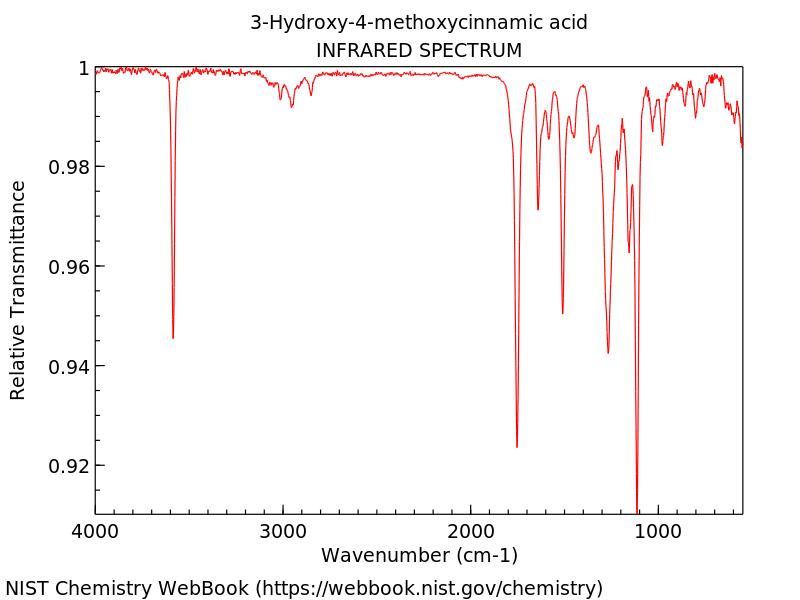 3-Hydroxy-4-methoxycinnamic acid
INFRARED SPECTRUM
1
0.98
0.96
0.94
0.92
Relative Transmittance
4000 3000 2000 1000
Wavenumber (cm-1)
NIST Chemistry WebBook (https://webbook.nist.gov/chemistry)